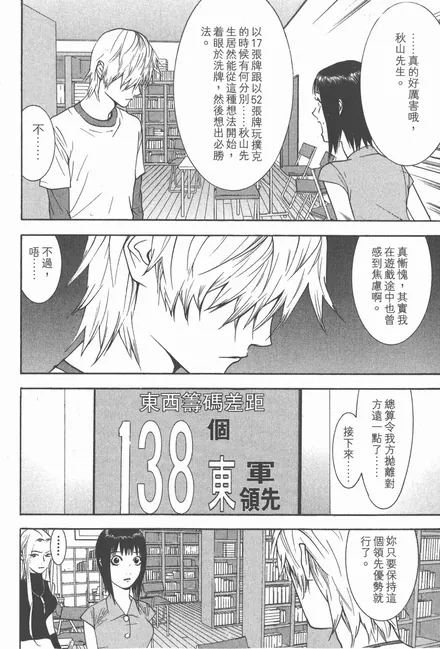 ……真的好厲害哦，
秋山先生。
以17張牌跟以52張牌玩撲克
的時候有何分別……秋山先
生居然能從這種想法開始，
着眼於洗牌，然後想出必勝
法。
不…
真慚愧，其實我
在遊戲途中也曾
感到焦慮啊。
不過，
唔……
東西籌碼差距
138個
東軍
領先
總算令我方拋離對
方遠一點了……
接下來…
妳只要保持這
個領先優勢就
行了。